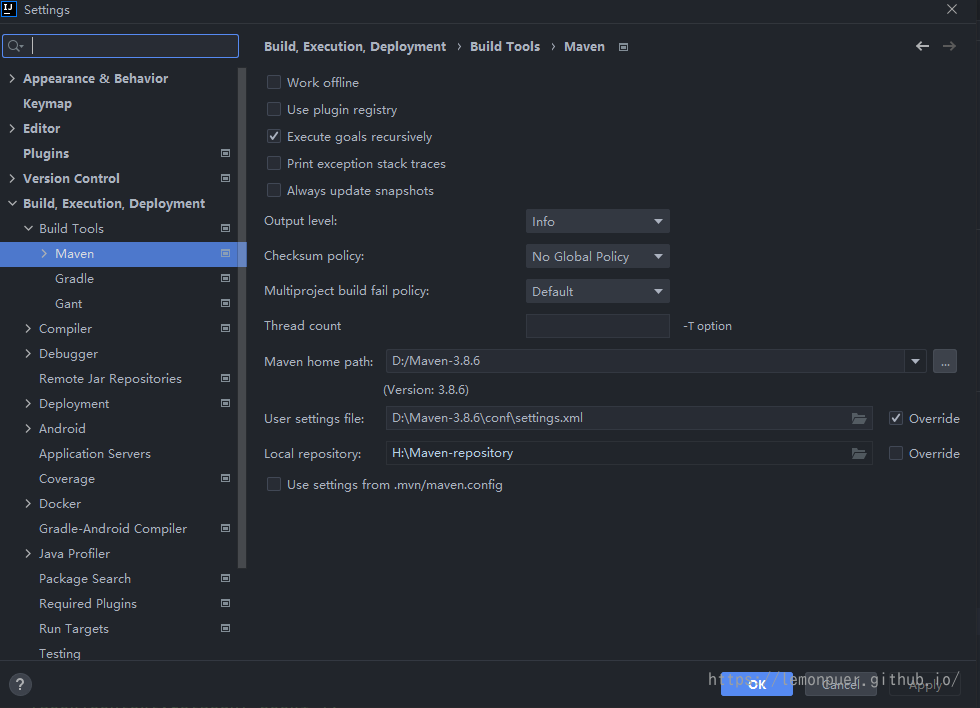 Settings
Build, Execution, Deployment › Build Tools › Maven
Appearance & Behavior
Keymap
Editor
Plugins
Version Control
Build, Execution, Deployment
Build Tools
Maven
Gradle
Gant
Compiler
Debugger
Remote Jar Repositories
Deployment
Android
Application Servers
Coverage
Docker
Gradle-Android Compiler
Java Profiler
Package Search
Required Plugins
Run Targets
Testing
Work offline
Use plugin registry
Execute goals recursively
Print exception stack traces
Always update snapshots
Output level: Info
Checksum policy: No Global Policy
Multiproject build fail policy: Default
Thread count -T option
Maven home path: D:/Maven-3.8.6 ...
(Version: 3.8.6)
User settings file: D:\Maven-3.8.6\conf\settings.xml Override
Local repository: H:\Maven-repository Override
Use settings from .mvn/maven.config
? OK Cancel Apply